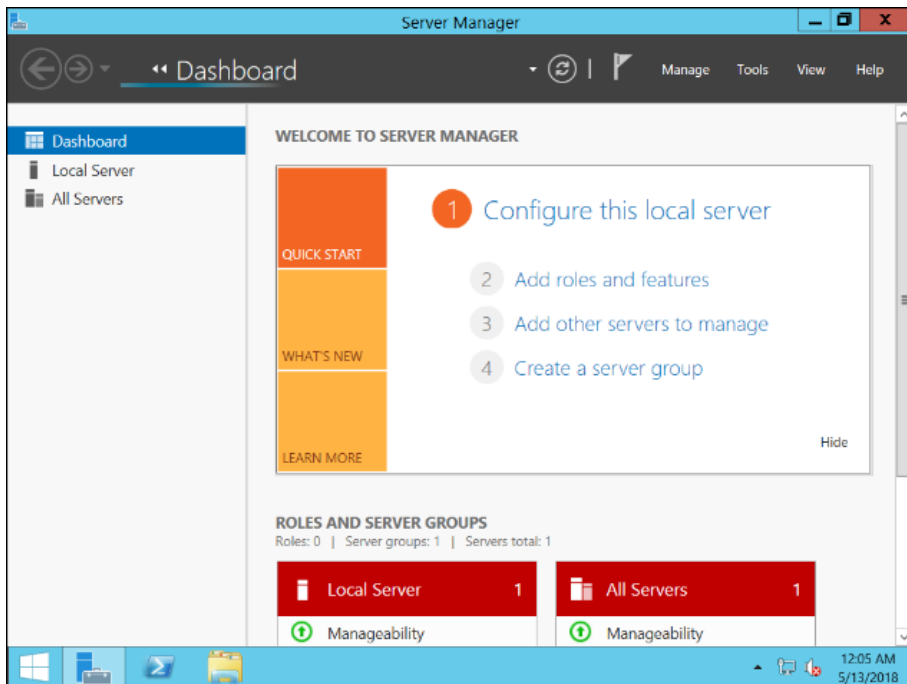 Server Manager
Dashboard
Manage Tools View Help
Dashboard
Local Server
All Servers
WELCOME TO SERVER MANAGER
QUICK START
WHAT'S NEW
LEARN MORE
1 Configure this local server
2 Add roles and features
3 Add other servers to manage
4 Create a server group
Hide
ROLES AND SERVER GROUPS
Roles: 0 | Server groups: 1 | Servers total: 1
Local Server 1
Manageability
All Servers 1
Manageability
12:05 AM
5/13/2018